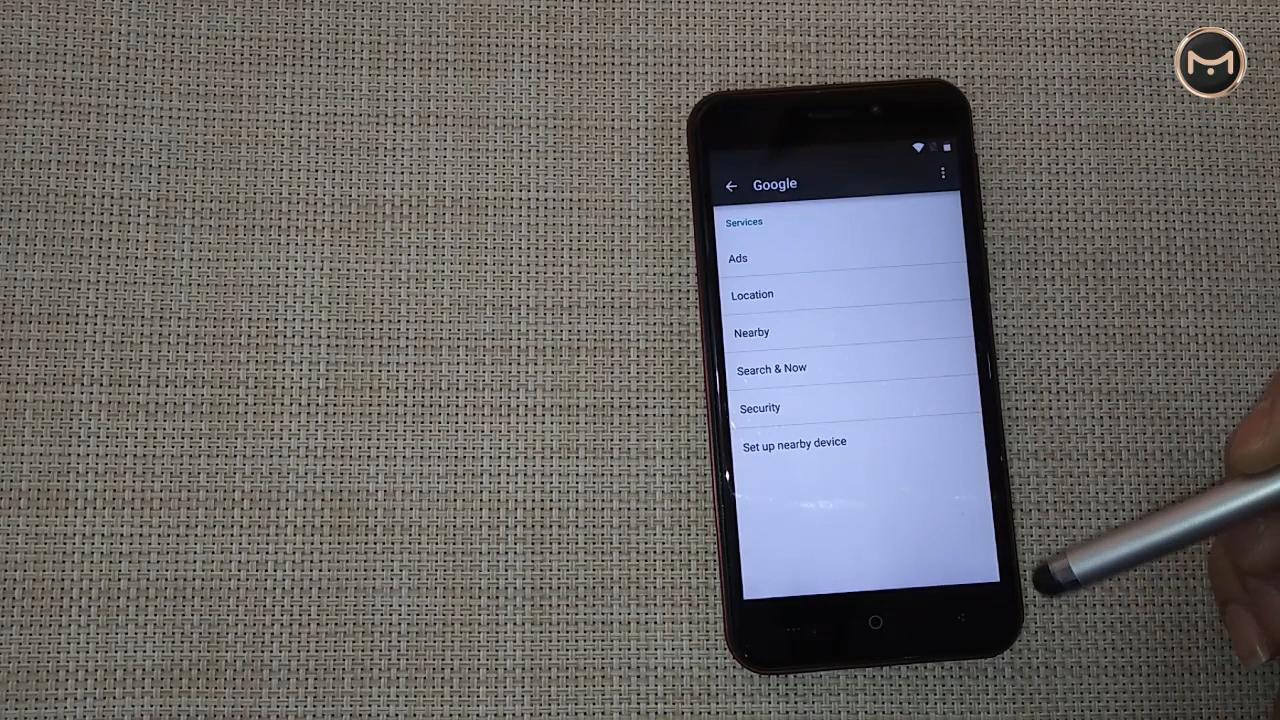 Google
Services
Ads
Location
Nearby
Search & Now
Security
Set up nearby device